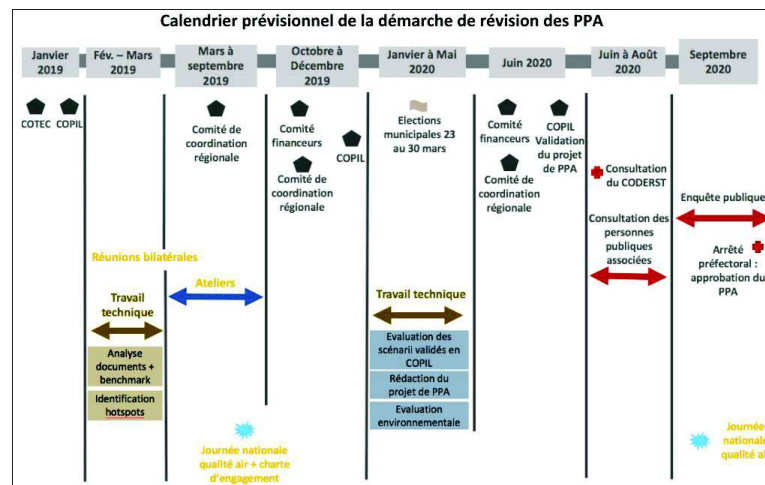 Calendrier prévisionnel de la démarche de révision des PPA
Janvier
2019
Fév. – Mars
2019
Mars à
septembre
2019
Octobre à
Décembre
2019
Janvier à Mai
2020
Juin 2020
Juin à Août
2020
Septembre
2020
COTEC
COPIL
Comité de
coordination
régionale
Comité
financeurs
COPIL
Comité de
coordination
régionale
Elections
municipales 23
au 30 mars
Comité
financeurs
Comité de
coordination
régionale
COPIL
Validation
du projet
de PPA
Consultation
du CODERST
Consultation des
personnes
publiques
associées
Enquête publique
Arrêté
préfectoral :
approbation du
PPA
Réunions bilatérales
Travail
technique
Ateliers
Travail technique
Analyse
documents +
benchmark
Identification
hotspots
Evaluation des
scénarii validés en
COPIL
Rédaction du
projet de PPA
Evaluation
environnementale
Journée nationale
qualité air + charte
d'engagement
Journée
nationale
qualité air